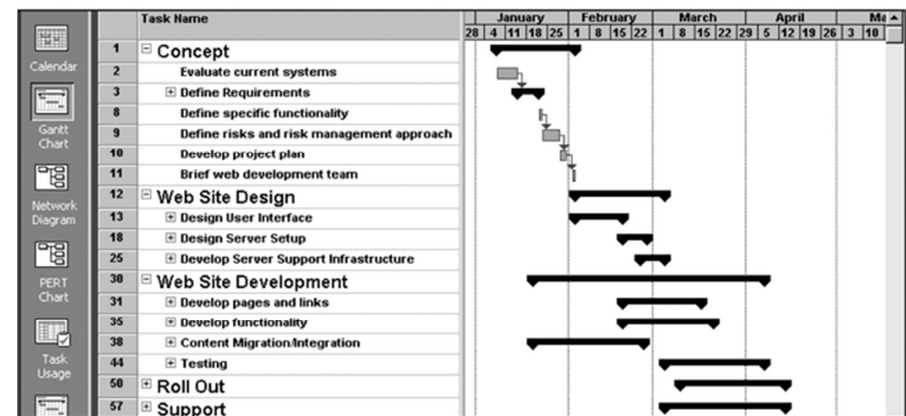 Task Name
January February March April Ma
28 4 11 18 25 1 8 15 22 1 8 15 22 29 5 12 19 26 3 10
Calendar
Gantt
Chart
Network
Diagram
PERT
Chart
Task
Usage
1 Concept
2 Evaluate current systems
3 Define Requirements
8 Define specific functionality
9 Define risks and risk management approach
10 Develop project plan
11 Brief web development team
12 Web Site Design
13 Design User Interface
18 Design Server Setup
25 Develop Server Support Infrastructure
30 Web Site Development
31 Develop pages and links
35 Develop functionality
38 Content Migration/Integration
44 Testing
50 Roll Out
57 Support